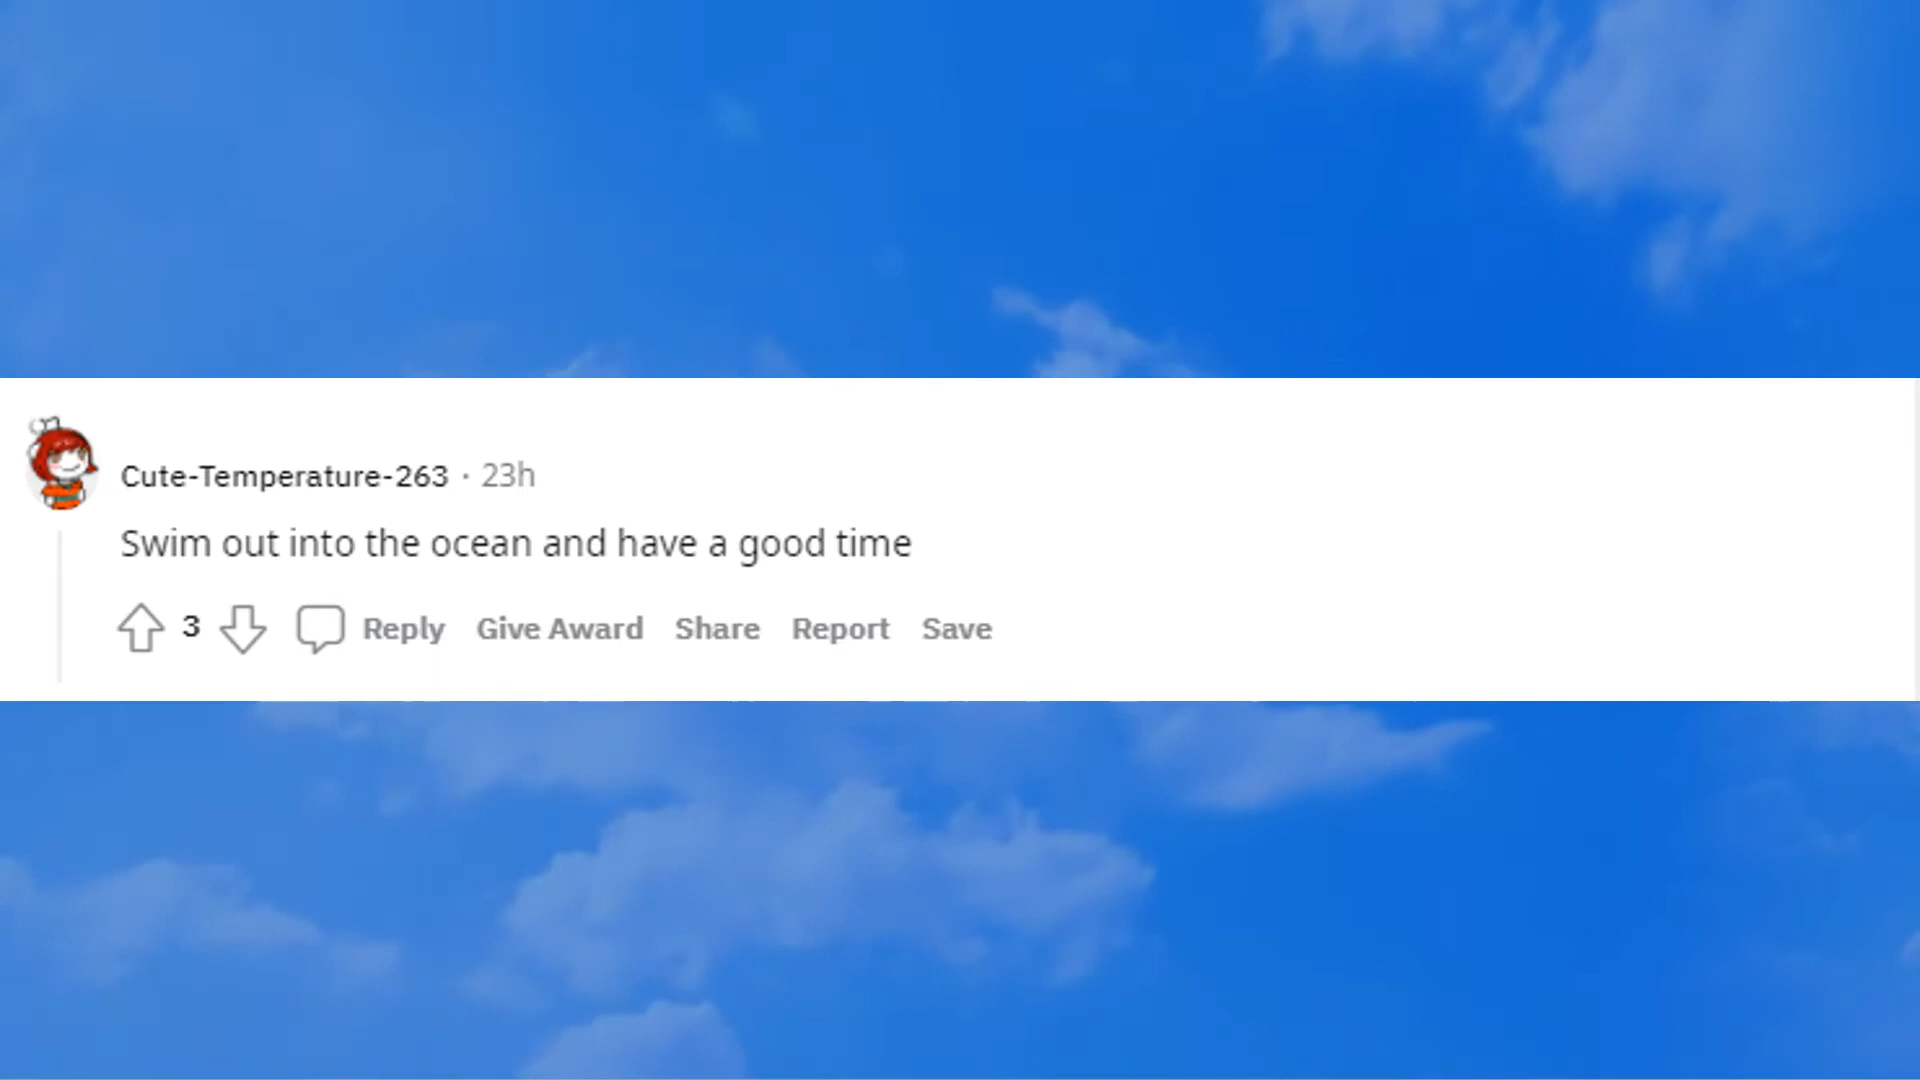 Cute-Temperature-263 · 23h
Swim out into the ocean and have a good time
3 Reply Give Award Share Report Save